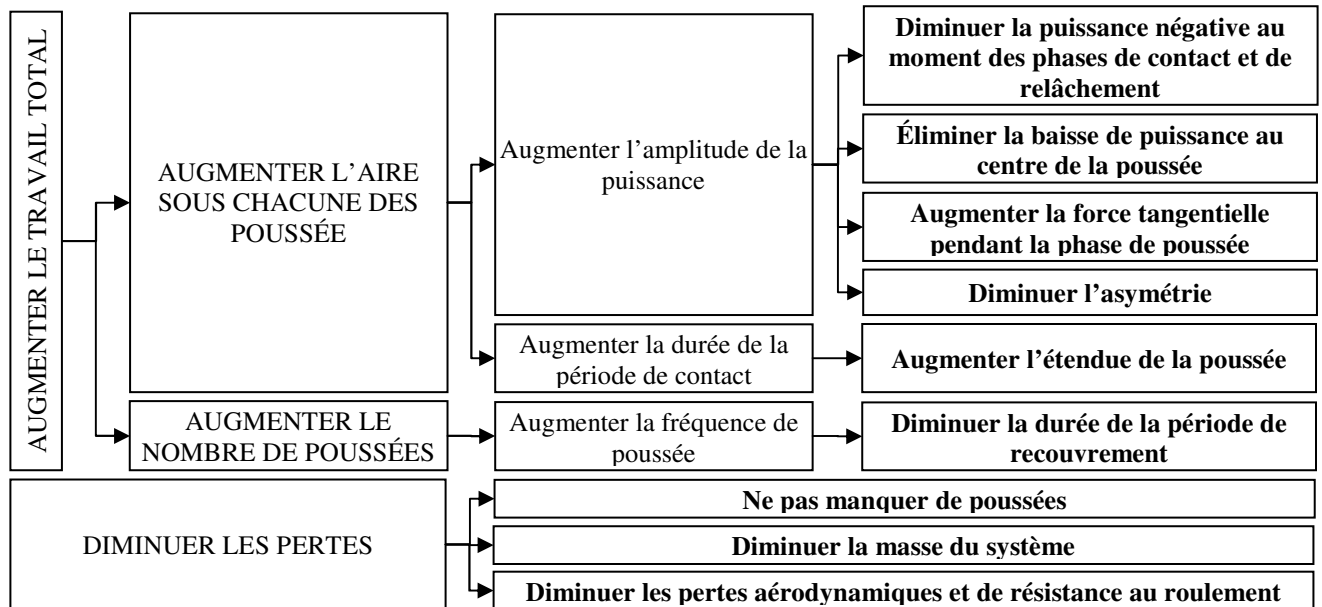 AUGMENTER LE TRAVAIL TOTAL
AUGMENTER L’AIRE
SOUS CHACUNE DES
POUSSÉE
Augmenter l’amplitude de la
puissance
Diminuer la puissance négative au
moment des phases de contact et de
relâchement
Éliminer la baisse de puissance au
centre de la poussée
Augmenter la force tangentielle
pendant la phase de poussée
Diminuer l’asymétrie
Augmenter la durée de la
période de contact
Augmenter l’étendue de la poussée
AUGMENTER LE
NOMBRE DE POUSSÉES
Augmenter la fréquence de
poussée
Diminuer la durée de la période de
recouvrement
DIMINUER LES PERTES
Ne pas manquer de poussées
Diminuer la masse du système
Diminuer les pertes aérodynamiques et de résistance au roulement